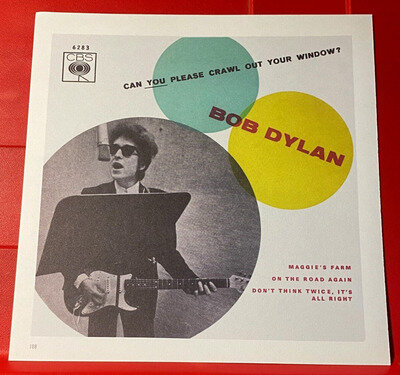 6283
CBS
CAN YOU PLEASE CRAWL OUT YOUR WINDOW?
BOB DYLAN
MAGGIE'S FARM
ON THE ROAD AGAIN
DON'T THINK TWICE, IT'S
ALL RIGHT